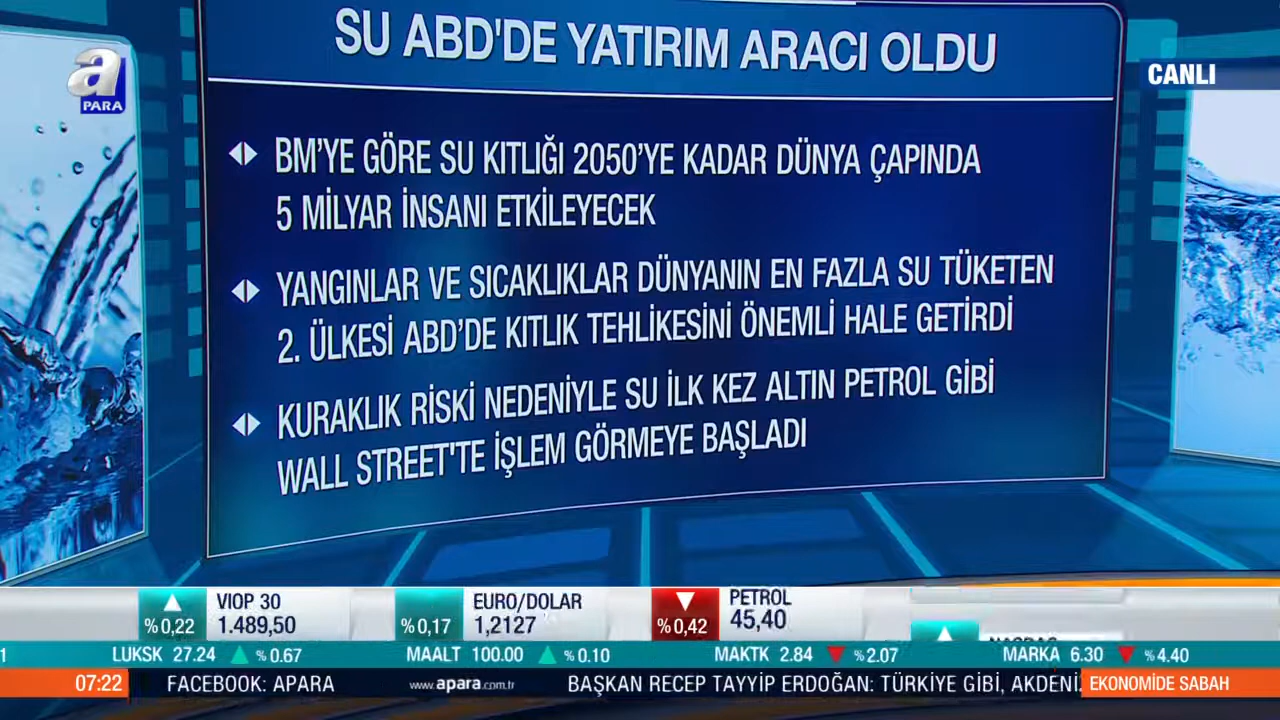 SU ABD'DE YATIRIM ARACI OLDU
a
PARA
CANLI
BM'YE GÖRE SU KITLIĞI 2050'YE KADAR DÜNYA ÇAPINDA
5 MİLYAR İNSANI ETKİLEYECEK
YANGINLAR VE SICAKLIKLAR DÜNYANIN EN FAZLA SU TÜKETEN
2. ÜLKESİ ABD'DE KITLIK TEHLİKESİNİ ÖNEMLİ HALE GETİRDİ
KURAKLIK RİSKİ NEDENİYLE SU İLK KEZ ALTIN PETROL GİBİ
WALL STREET'TE İŞLEM GÖRMEYE BAŞLADI
%0,22 VIOP 30 1.489,50
%0,17 EURO/DOLAR 1,2127
%0,42 PETROL 45,40
1 LUKSK 27.24 %0.67 MAALT 100.00 %0.10 MAKTK 2.84 %2.07 MARKA 6.30 %4.40
07:22 FACEBOOK: APARA www.apara.com.tr BAŞKAN RECEP TAYYİP ERDOĞAN: TÜRKİYE GİBİ, AKDENİZ EKONOMİDE SABAH